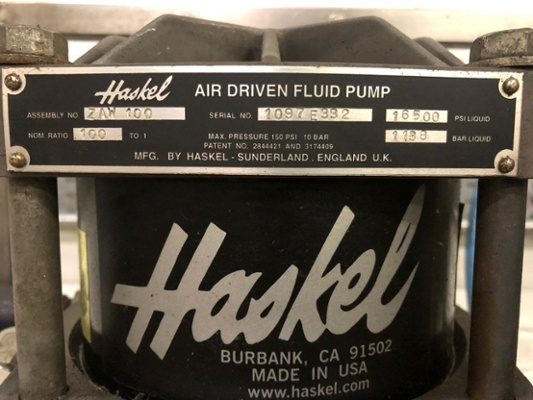 Haskel AIR DRIVEN FLUID PUMP
ASSEMBLY NO. ZAW 100 SERIAL NO. 1097E332 16500 PSI LIQUID
NOM. RATIO 100 TO 1 MAX. PRESSURE 150 PSI 10 BAR 1138 BAR LIQUID
PATENT NO. 2844421 AND 3174409
MFG. BY HASKEL - SUNDERLAND. ENGLAND U.K.
Haskel
BURBANK, CA 91502
MADE IN USA
www.haskel.com